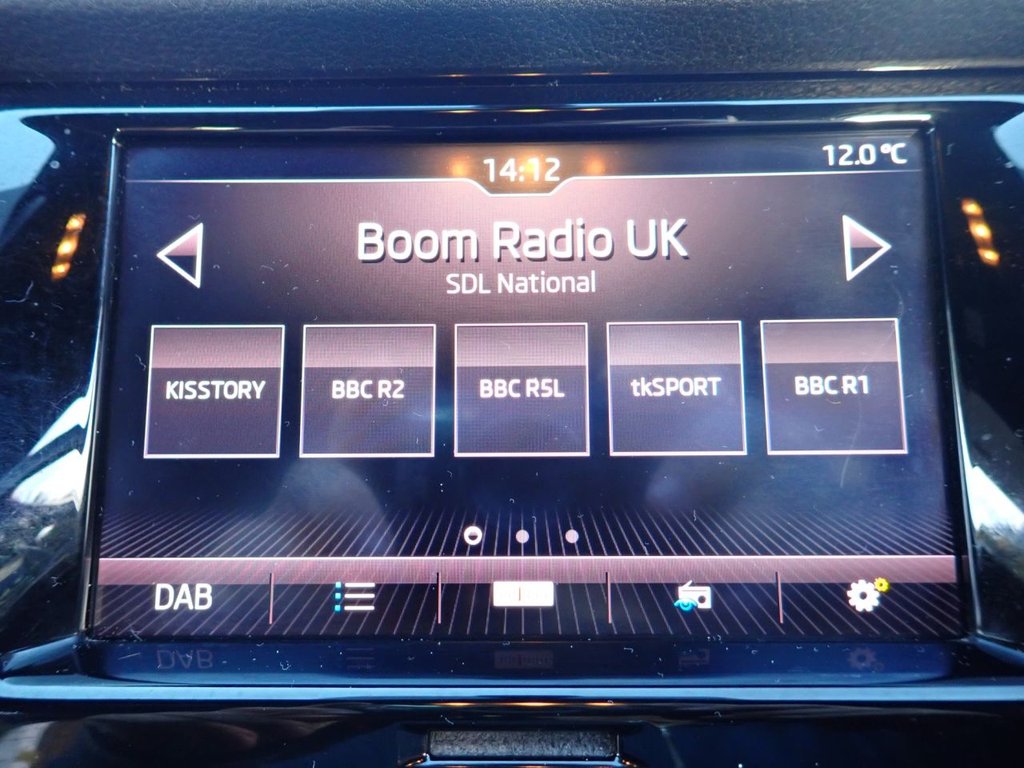 14:12
12.0 °C
Boom Radio UK
SDL National
KISSTORY BBC R2 BBC R5L tkSPORT BBC R1
DAB